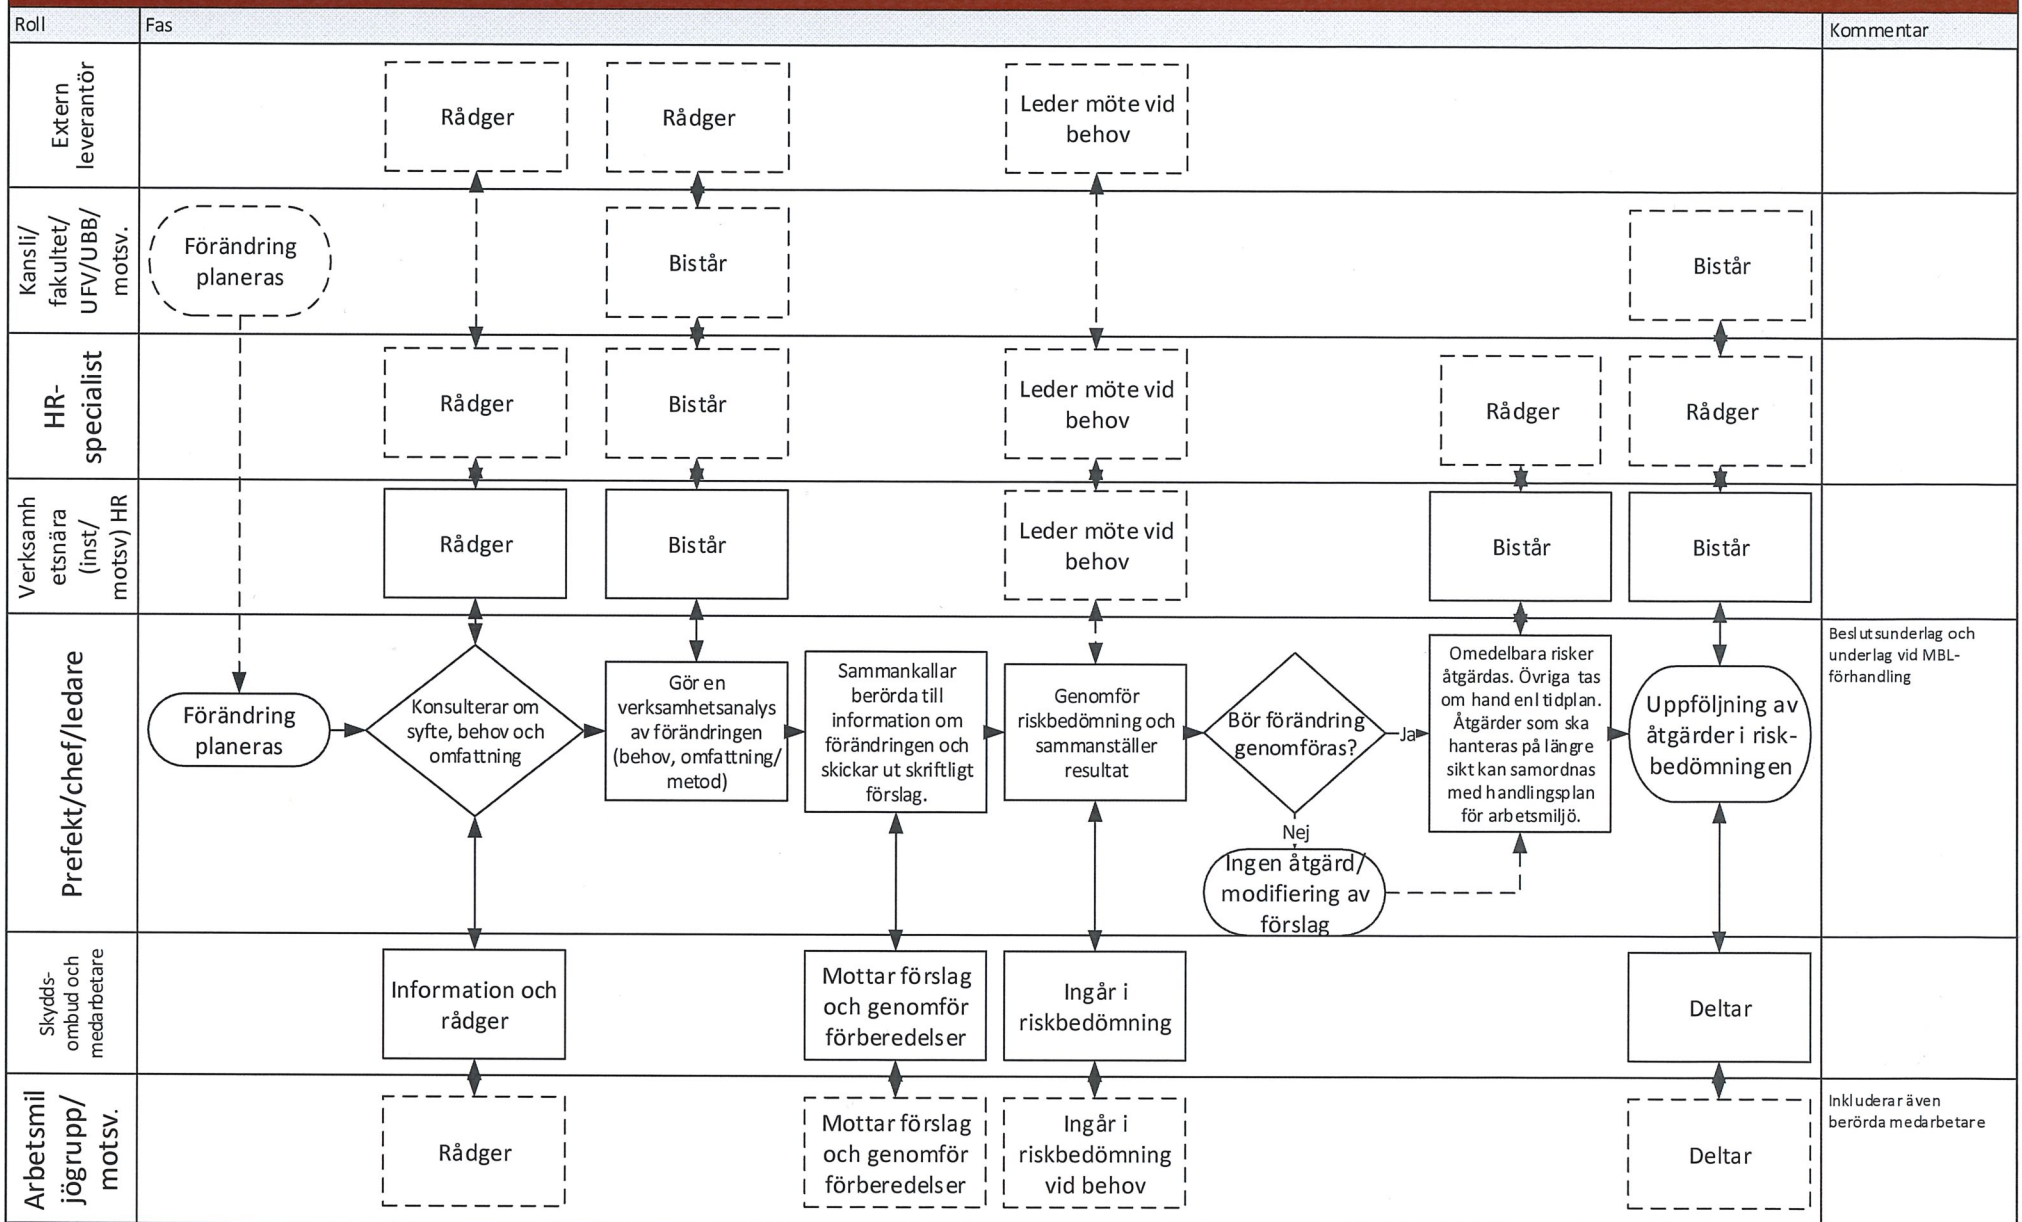 Roll
Fas
Kommentar
Extern
leverantör
Rådger
Rådger
Leder möte vid
behov
Kansli/
fakultet/
UFV/UBB/
motsv.
Förändring
planeras
Bistår
Bistår
HR-
specialist
Rådger
Bistår
Leder möte vid
behov
Rådger
Rådger
Verksamh
etsnära
(inst/
motsv) HR
Rådger
Bistår
Leder möte vid
behov
Bistår
Bistår
Prefekt/chef/ledare
Förändring
planeras
Konsulterar om
syfte, behov och
omfattning
Gör en
verksamhetsanalys
av förändringen
(behov, omfattning/
metod)
Sammankallar
berörda till
information om
förändringen och
skickar ut skriftligt
förslag.
Genomför
riskbedömning och
sammanställer
resultat
Bör förändring
genomföras?
Ja
Nej
Ingen åtgärd/
modifiering av
förslag
Omedelbara risker
åtgärdas. Övriga tas
om hand enl tidplan.
Åtgärder som ska
hanteras på längre
sikt kan samordnas
med handlingsplan
för arbetsmiljö.
Uppföljning av
åtgärder i risk-
bedömningen
Beslutsunderlag och
underlag vid MBL-
förhandling
Skydds-
ombud och
medarbetare
Information och
rådger
Mottar förslag
och genomför
förberedelser
Ingår i
riskbedömning
Deltar
Arbetsmil
jögrupp/
motsv.
Rådger
Mottar förslag
och genomför
förberedelser
Ingår i
riskbedömning
vid behov
Deltar
Inkluderar även
berörda medarbetare